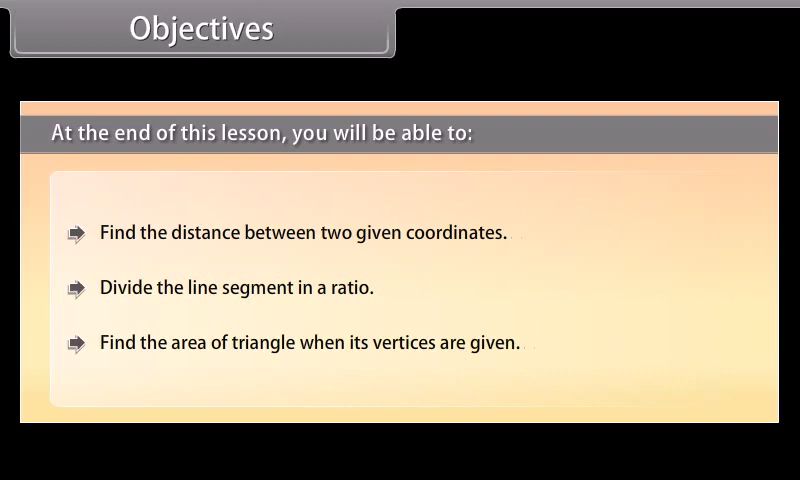 Objectives
At the end of this lesson, you will be able to:
Find the distance between two given coordinates.
Divide the line segment in a ratio.
Find the area of triangle when its vertices are given.